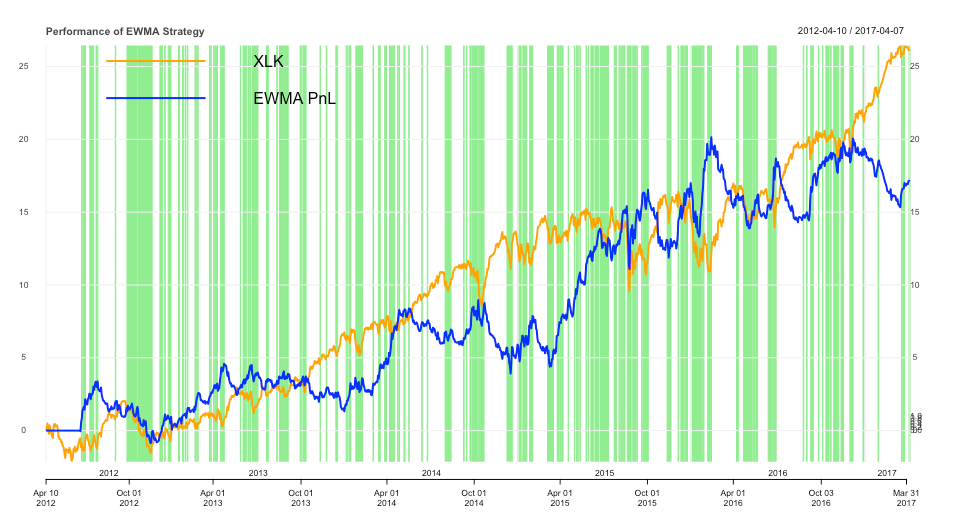 Performance of EWMA Strategy
2012-04-10 / 2017-04-07
XLK
EWMA PnL
25
20
15
10
5
0
25
20
15
10
5
2012
2013
2014
2015
2016
2017
Apr 10
2012
Oct 01
2012
Apr 01
2013
Oct 01
2013
Apr 01
2014
Oct 01
2014
Apr 01
2015
Oct 01
2015
Apr 01
2016
Oct 03
2016
Mar 31
2017